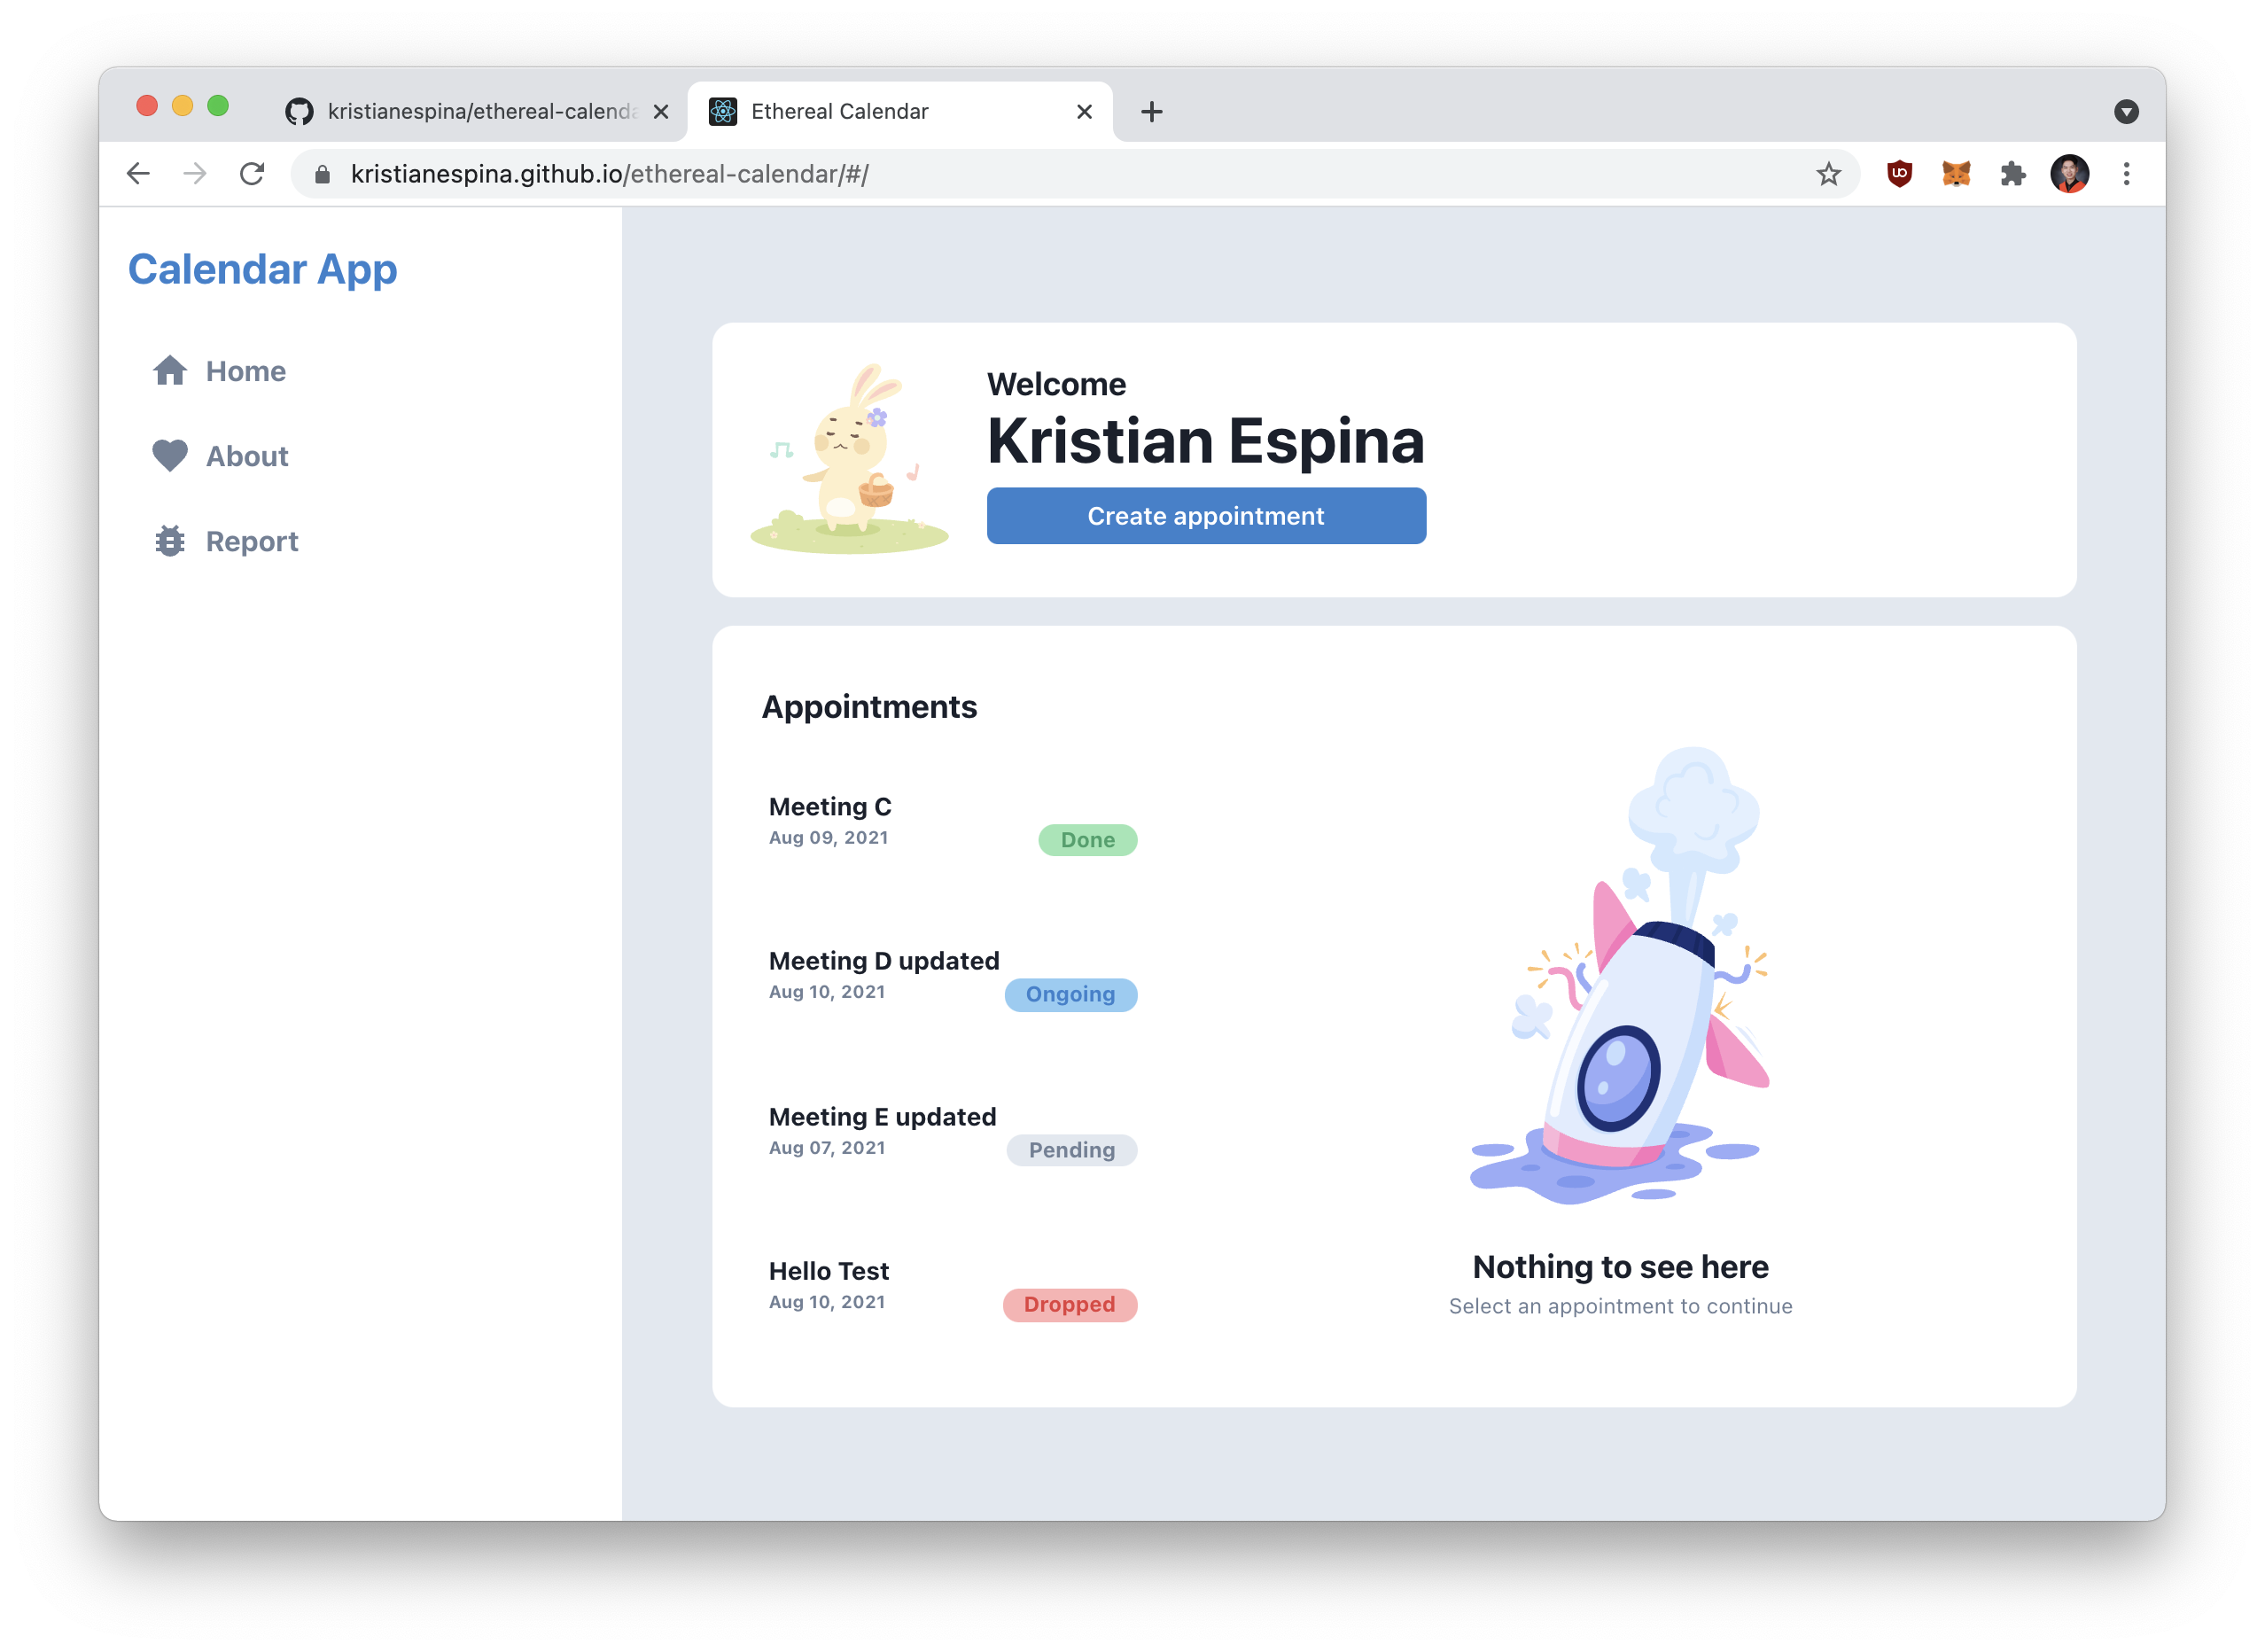 kristianespina/ethereal-calenda
Ethereal Calendar
kristianespina.github.io/ethereal-calendar/#/
Calendar App
Home
About
Report
Welcome
Kristian Espina
Create appointment
Appointments
Meeting C
Aug 09, 2021
Done
Meeting D updated
Aug 10, 2021
Ongoing
Meeting E updated
Aug 07, 2021
Pending
Hello Test
Aug 10, 2021
Dropped
Nothing to see here
Select an appointment to continue